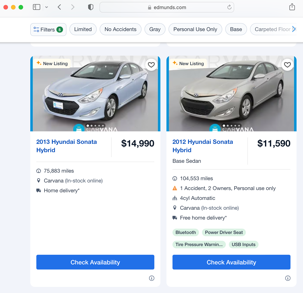 edmunds.com
Filters 6
Limited
No Accidents
Gray
Personal Use Only
Base
Carpeted Floor
New Listing
CARVANA
2013 Hyundai Sonata
Hybrid
$14,990
75,883 miles
Carvana (In-stock online)
Home delivery*
Check Availability
New Listing
2012 Hyundai Sonata
Hybrid
$11,590
Base Sedan
104,553 miles
1 Accident, 2 Owners, Personal use only
4cyl Automatic
Carvana (In-stock online)
Free home delivery*
Bluetooth
Power Driver Seat
Tire Pressure Warnin...
USB Inputs
Check Availability